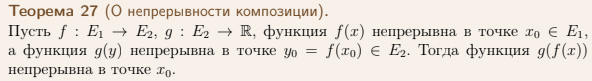 Теорема 27 (О непрерывности композиции).
Пусть f : E₁ → E₂, g : E₂ → ℝ, функция f(x) непрерывна в точке x₀ ∈ E₁,
а функция g(y) непрерывна в точке y₀ = f(x₀) ∈ E₂. Тогда функция g(f(x))
непрерывна в точке x₀.